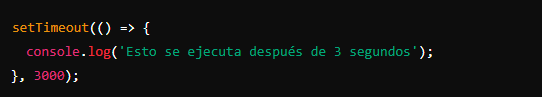 setTimeout(() => {
  console.log('Esto se ejecuta después de 3 segundos');
}, 3000);